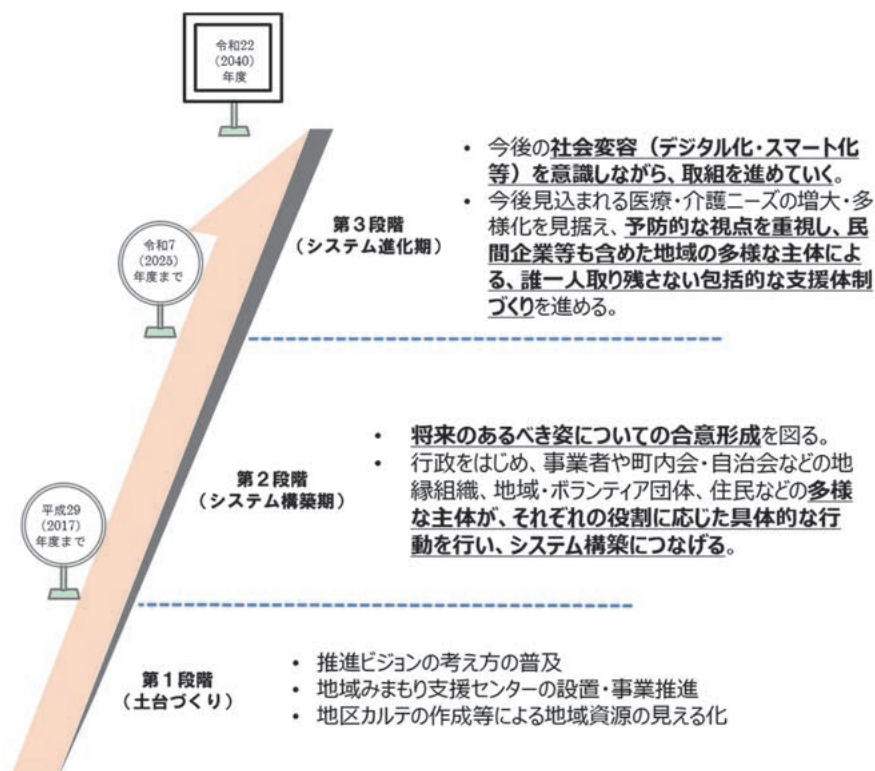 令和22
(2040)
年度
• 今後の社会変容（デジタル化・スマート化
等）を意識しながら、取組を進めていく。
• 今後見込まれる医療・介護ニーズの増大・多
様化を見据え、予防的な視点を重視し、民
間企業等も含めた地域の多様な主体によ
る、誰一人取り残さない包括的な支援体制
づくりを進める。
第３段階
（システム進化期）
令和7
(2025)
年度まで
• 将来のあるべき姿についての合意形成を図る。
• 行政をはじめ、事業者や町内会・自治会などの地
縁組織、地域・ボランティア団体、住民などの多様
な主体が、それぞれの役割に応じた具体的な行
動を行い、システム構築につなげる。
第２段階
（システム構築期）
平成29
(2017)
年度まで
第１段階
（土台づくり）
• 推進ビジョンの考え方の普及
• 地域みまもり支援センターの設置・事業推進
• 地区カルテの作成等による地域資源の見える化